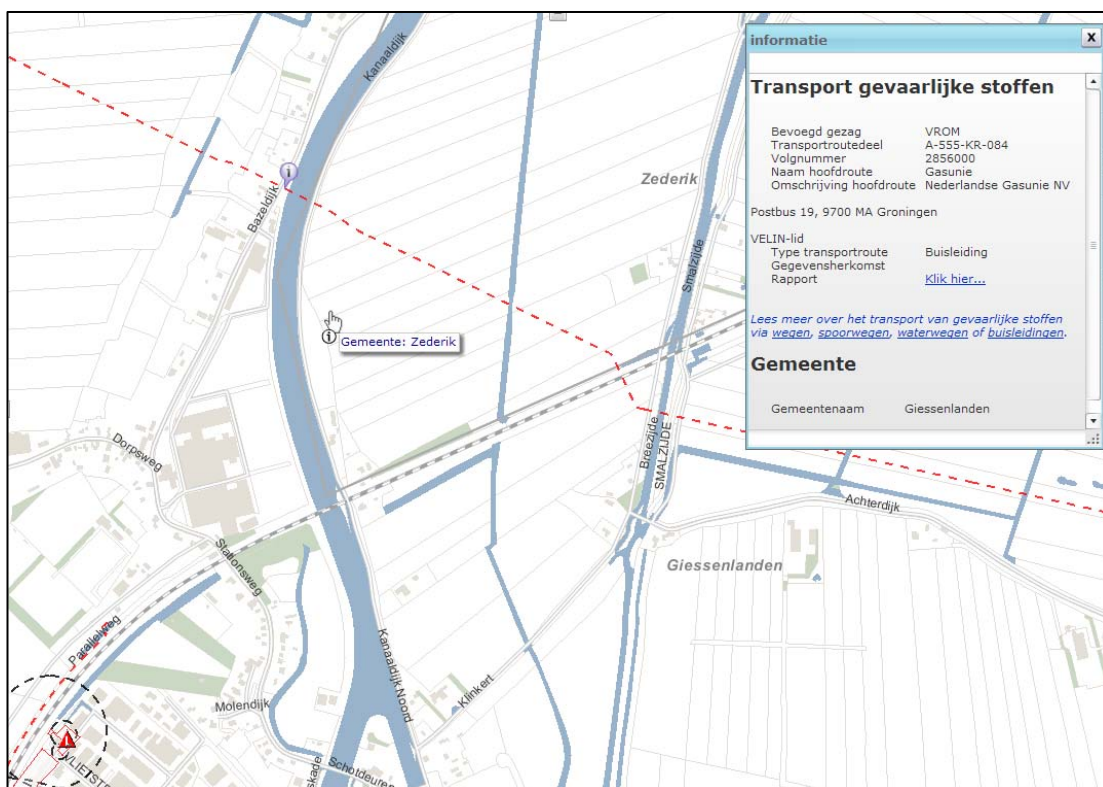 informatie
X
Transport gevaarlijke stoffen
Bevoegd gezag VROM
Transportroutedeel A-555-KR-084
Volgnummer 2856000
Naam hoofdroute Gasunie
Omschrijving hoofdroute Nederlandse Gasunie NV
Postbus 19, 9700 MA Groningen
VELIN-lid
Type transportroute Buisleiding
Gegevensherkomst
Rapport Klik hier...
Lees meer over het transport van gevaarlijke stoffen
via wegen, spoorwegen, waterwegen of buisleidingen.
Gemeente
Gemeentenaam Giessenlanden
Kanaaldijk
Bazeldijk
Zederik
Smalzijde
Gemeente: Zederik
Dorpsweg
Breezijde
SMALZIJDE
Achterdijk
Stationsweg
Giessenlanden
Parallelweg
Kanaaldijk Noord
Klinkert
Molendijk
Schotdeuren